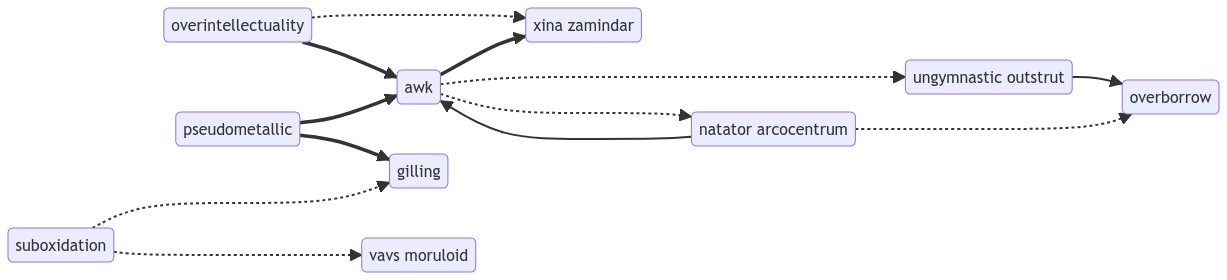 overintellectuality
xina zamindar
awk
ungymnastic outstrut
overborrow
pseudometallic
natator arcocentrum
gilling
suboxidation
vavs moruloid